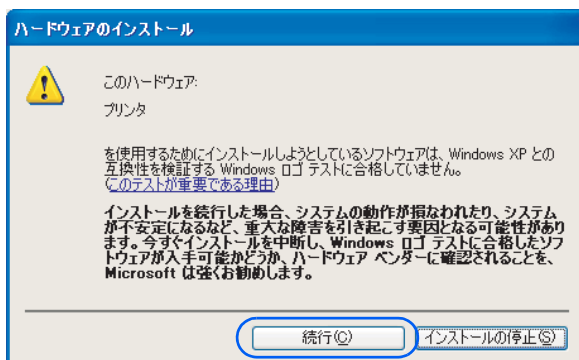 ハードウェアのインストール
このハードウェア:
プリンタ
を使用するためにインストールしようとしているソフトウェアは、Windows XP との
互換性を検証する Windows ロゴ テストに合格していません。
(このテストが重要である理由)
インストールを続行した場合、システムの動作が損なわれたり、システム
が不安定になるなど、重大な障害を引き起こす要因となる可能性があり
ます。今すぐインストールを中断し、Windows ロゴ テストに合格したソフ
トウェアが入手可能かどうか、ハードウェア ベンダーに確認されることを、
Microsoft は強くお勧めします。
続行(C)
インストールの停止(S)